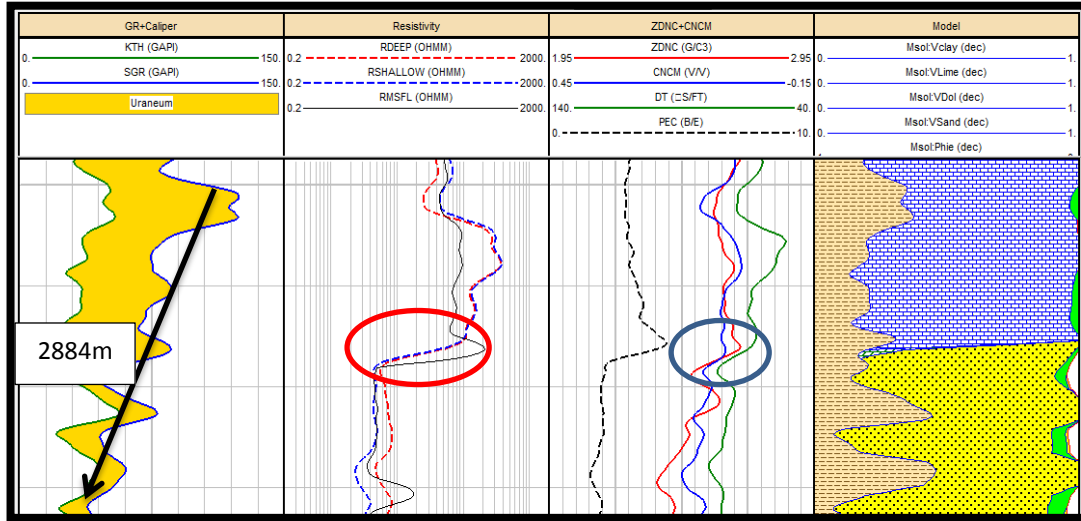 GR+Caliper
KTH (GAPI)
0. 150.
SGR (GAPI)
0. 150.
Uraneum
Resistivity
RDEEP (OHMM)
0.2 2000.
RSHALLOW (OHMM)
0.2 2000.
RMSFL (OHMM)
0.2 2000.
ZDNC+CNCM
ZDNC (G/C3)
1.95 2.95
CNCM (V/V)
0.45 -0.15
DT (□S/FT)
140. 40.
PEC (B/E)
0. 10.
Model
Msol:Vclay (dec)
0. 1.
Msol:VLime (dec)
0. 1.
Msol:VDol (dec)
0. 1.
Msol:VSand (dec)
0. 1.
Msol:Phie (dec)
2884m